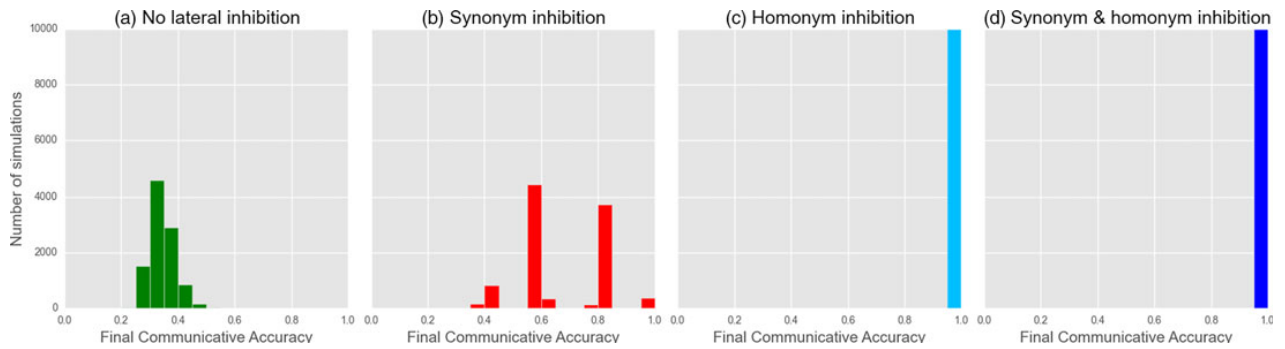 (a) No lateral inhibition
(b) Synonym inhibition
(c) Homonym inhibition
(d) Synonym & homonym inhibition
10000
8000
6000
4000
2000
0
Number of simulations
0.0 0.2 0.4 0.6 0.8 1.0
0.0 0.2 0.4 0.6 0.8 1.0
0.0 0.2 0.4 0.6 0.8 1.0
0.0 0.2 0.4 0.6 0.8 1.0
Final Communicative Accuracy
Final Communicative Accuracy
Final Communicative Accuracy
Final Communicative Accuracy